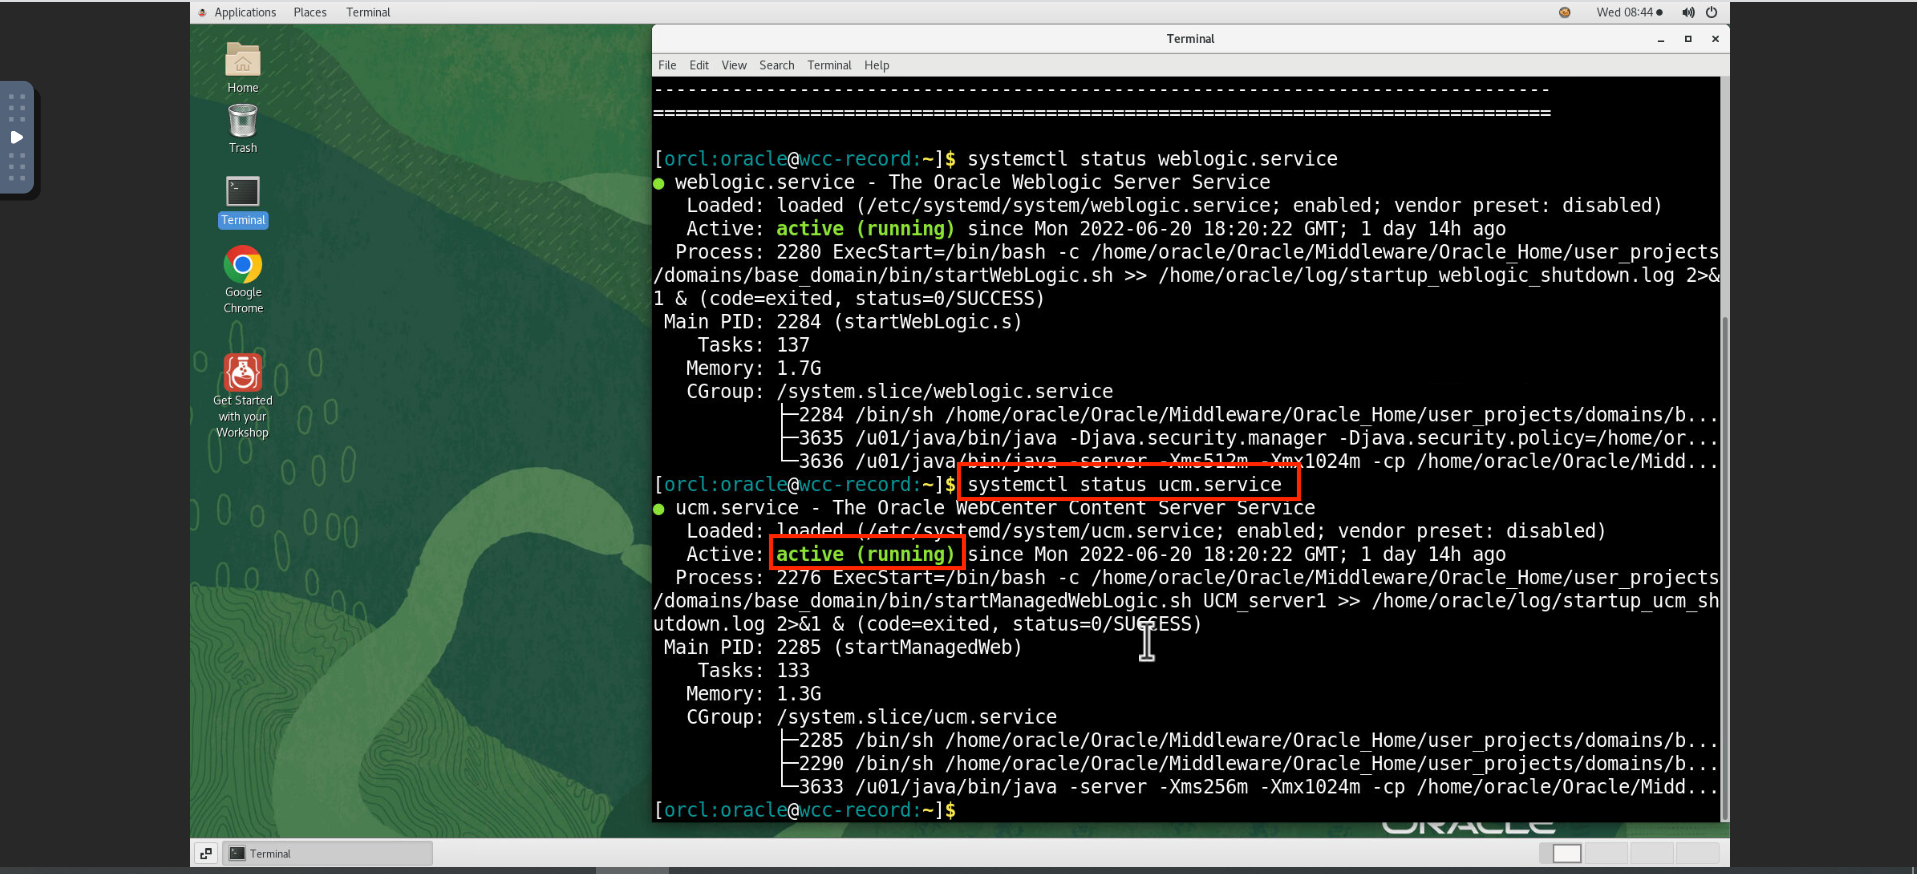 Applications Places Terminal
Wed 08:44
Home
Trash
Terminal
Google
Chrome
Get Started
with your
Workshop
Terminal
File Edit View Search Terminal Help
--------------------------------------------------------------------------------
================================================================================
[orcl:oracle@wcc-record:~]$ systemctl status weblogic.service
● weblogic.service - The Oracle Weblogic Server Service
Loaded: loaded (/etc/systemd/system/weblogic.service; enabled; vendor preset: disabled)
Active: active (running) since Mon 2022-06-20 18:20:22 GMT; 1 day 14h ago
Process: 2280 ExecStart=/bin/bash -c /home/oracle/Oracle/Middleware/Oracle_Home/user_projects
/domains/base_domain/bin/startWebLogic.sh >> /home/oracle/log/startup_weblogic_shutdown.log 2>&
1 & (code=exited, status=0/SUCCESS)
Main PID: 2284 (startWebLogic.s)
Tasks: 137
Memory: 1.7G
CGroup: /system.slice/weblogic.service
├─2284 /bin/sh /home/oracle/Oracle/Middleware/Oracle_Home/user_projects/domains/b...
├─3635 /u01/java/bin/java -Djava.security.manager -Djava.security.policy=/home/or...
└─3636 /u01/java/bin/java -server -Xms512m -Xmx1024m -cp /home/oracle/Oracle/Midd...
[orcl:oracle@wcc-record:~]$ systemctl status ucm.service
● ucm.service - The Oracle WebCenter Content Server Service
Loaded: loaded (/etc/systemd/system/ucm.service; enabled; vendor preset: disabled)
Active: active (running) since Mon 2022-06-20 18:20:22 GMT; 1 day 14h ago
Process: 2276 ExecStart=/bin/bash -c /home/oracle/Oracle/Middleware/Oracle_Home/user_projects
/domains/base_domain/bin/startManagedWebLogic.sh UCM_server1 >> /home/oracle/log/startup_ucm_sh
utdown.log 2>&1 & (code=exited, status=0/SUCCESS)
Main PID: 2285 (startManagedWeb)
Tasks: 133
Memory: 1.3G
CGroup: /system.slice/ucm.service
├─2285 /bin/sh /home/oracle/Oracle/Middleware/Oracle_Home/user_projects/domains/b...
├─2290 /bin/sh /home/oracle/Oracle/Middleware/Oracle_Home/user_projects/domains/b...
└─3633 /u01/java/bin/java -server -Xms256m -Xmx1024m -cp /home/oracle/Oracle/Midd...
[orcl:oracle@wcc-record:~]$
ORACLE
Terminal